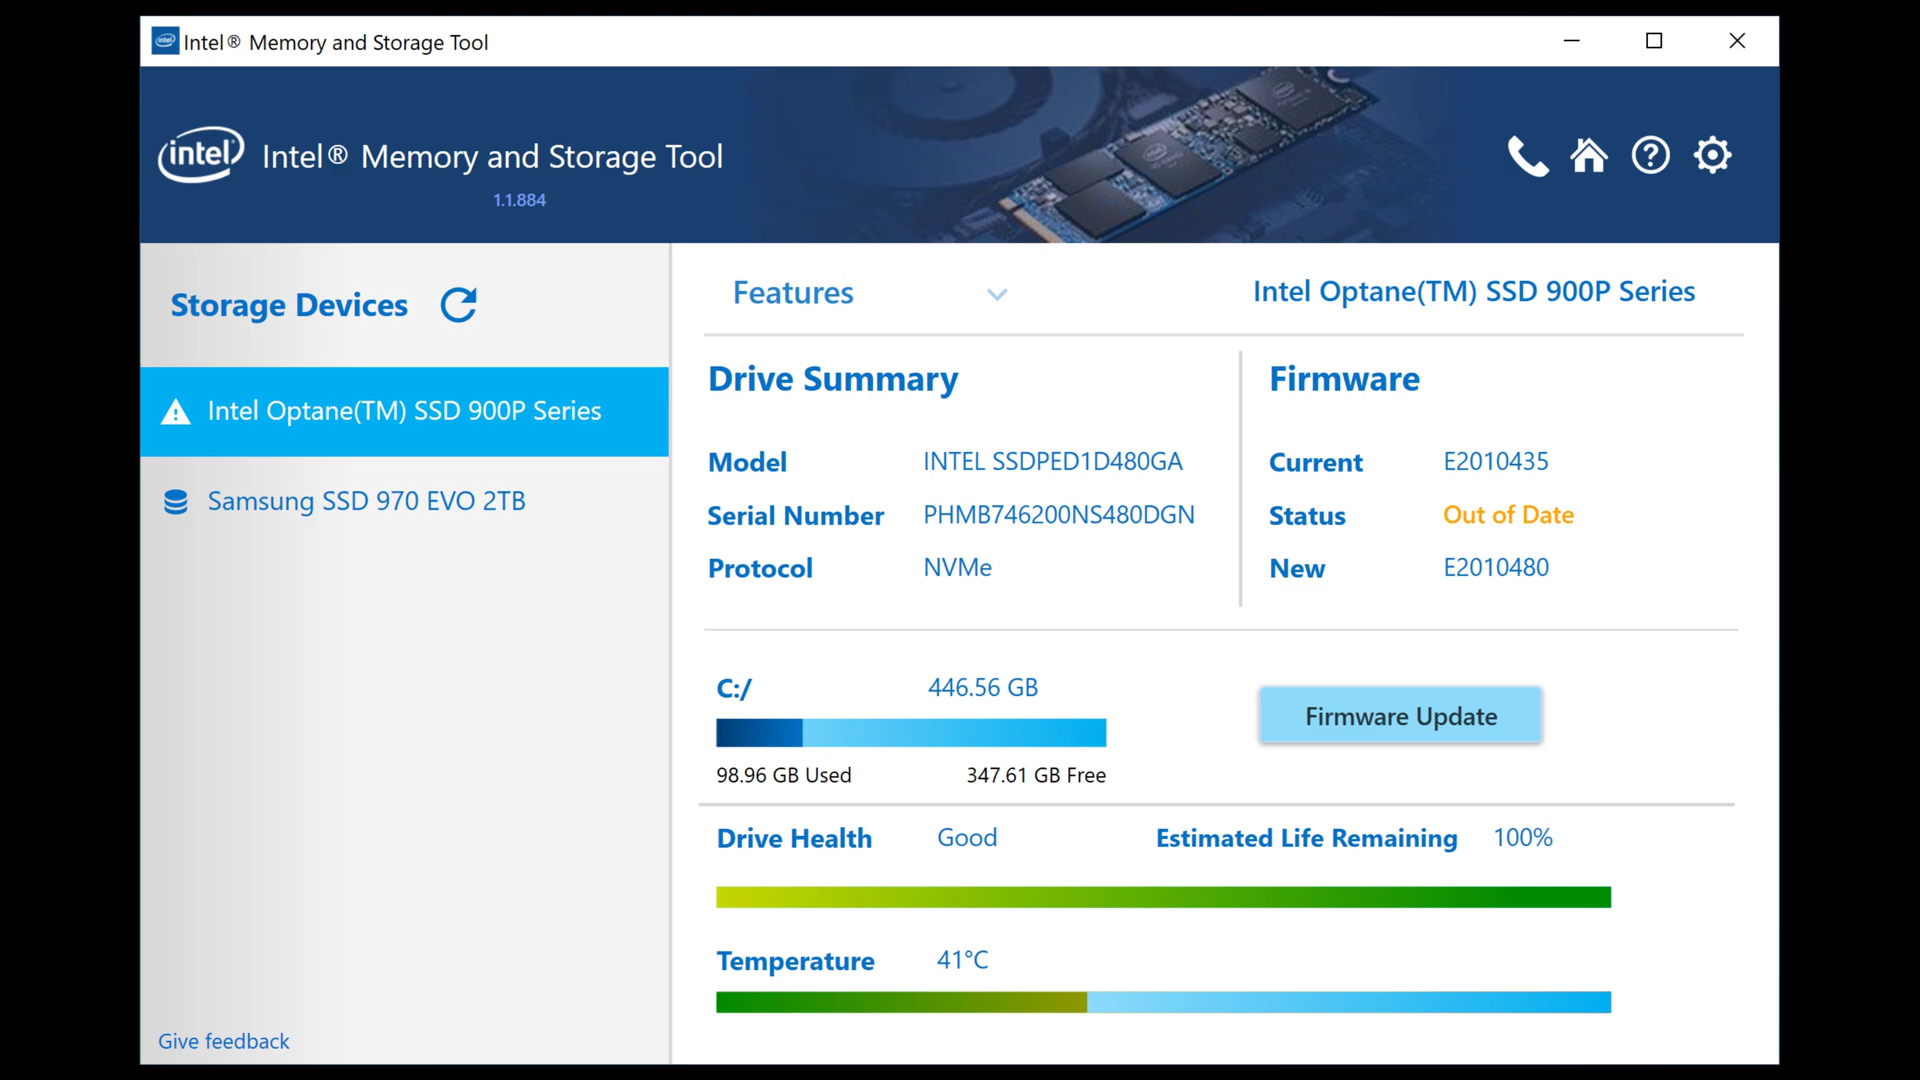 Intel® Memory and Storage Tool
intel
Intel® Memory and Storage Tool
1.1.884
Storage Devices
Intel Optane(TM) SSD 900P Series
Samsung SSD 970 EVO 2TB
Give feedback
Features
Intel Optane(TM) SSD 900P Series
Drive Summary
Model INTEL SSDPED1D480GA
Serial Number PHMB746200NS480DGN
Protocol NVMe
Firmware
Current E2010435
Status Out of Date
New E2010480
C:/ 446.56 GB
98.96 GB Used 347.61 GB Free
Firmware Update
Drive Health Good Estimated Life Remaining 100%
Temperature 41°C